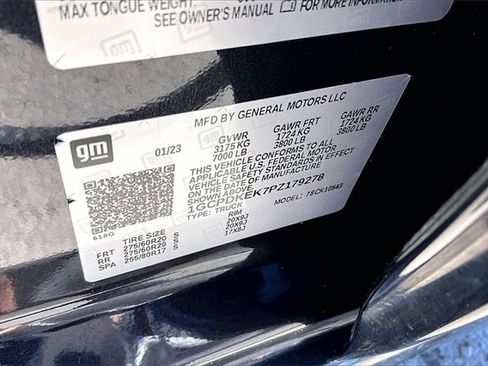 MAX TONGUE WEIGHT
SEE OWNER'S MANUAL FOR MORE INFORMATION
gm
MFD BY GENERAL MOTORS LLC
01/23
GVWR GAWR FRT GAWR RR
3175 KG 1724 KG 1724 KG
7000 LB 3800 LB 3800 LB
THIS VEHICLE CONFORMS TO ALL
APPLICABLE U.S. FEDERAL MOTOR
VEHICLE SAFETY STANDARDS IN EFFECT
ON THE DATE OF MANUFACTURE
SHOWN ABOVE.
1GCPDKEK7PZ179278
TYPE: TRUCK MODEL: 78CK10543
618G
TIRE SIZE RIM
FRT 275/60R20 S 20X9J
RR 275/60R20 S 20X9J
SPA 255/80R17 S 17X8J